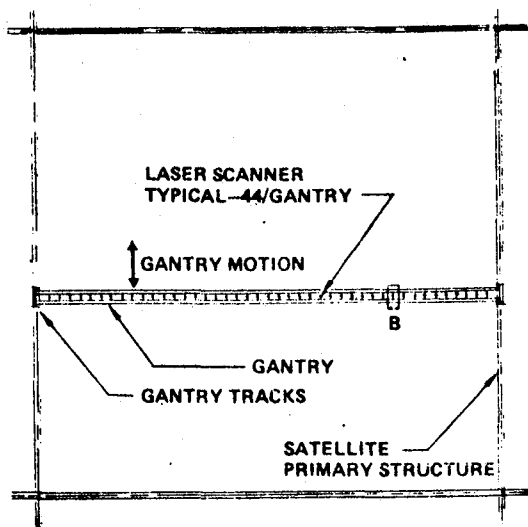 LASER SCANNER
TYPICAL—44/GANTRY
GANTRY MOTION
B
GANTRY
GANTRY TRACKS
SATELLITE
PRIMARY STRUCTURE